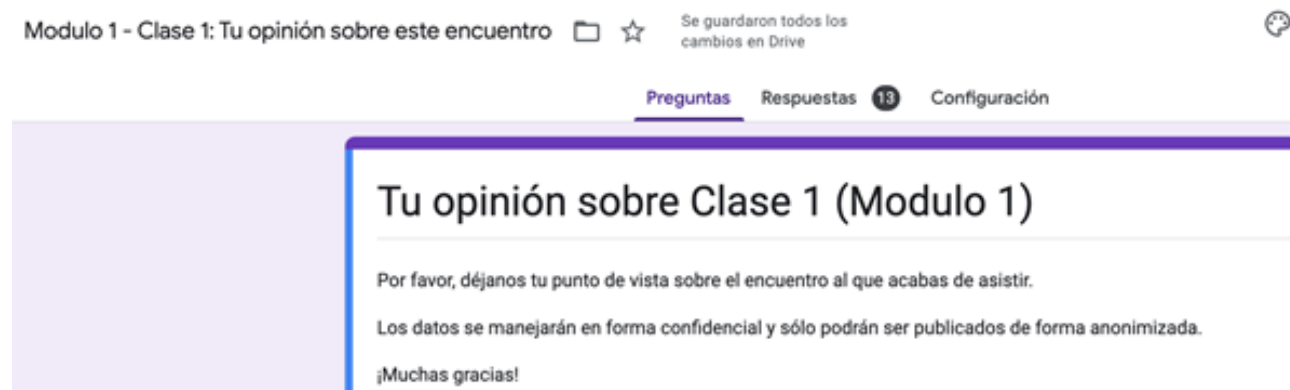 Modulo 1 - Clase 1: Tu opinión sobre este encuentro
Se guardaron todos los
cambios en Drive
Preguntas Respuestas 13 Configuración
Tu opinión sobre Clase 1 (Modulo 1)
Por favor, déjanos tu punto de vista sobre el encuentro al que acabas de asistir.
Los datos se manejarán en forma confidencial y sólo podrán ser publicados de forma anonimizada.
¡Muchas gracias!